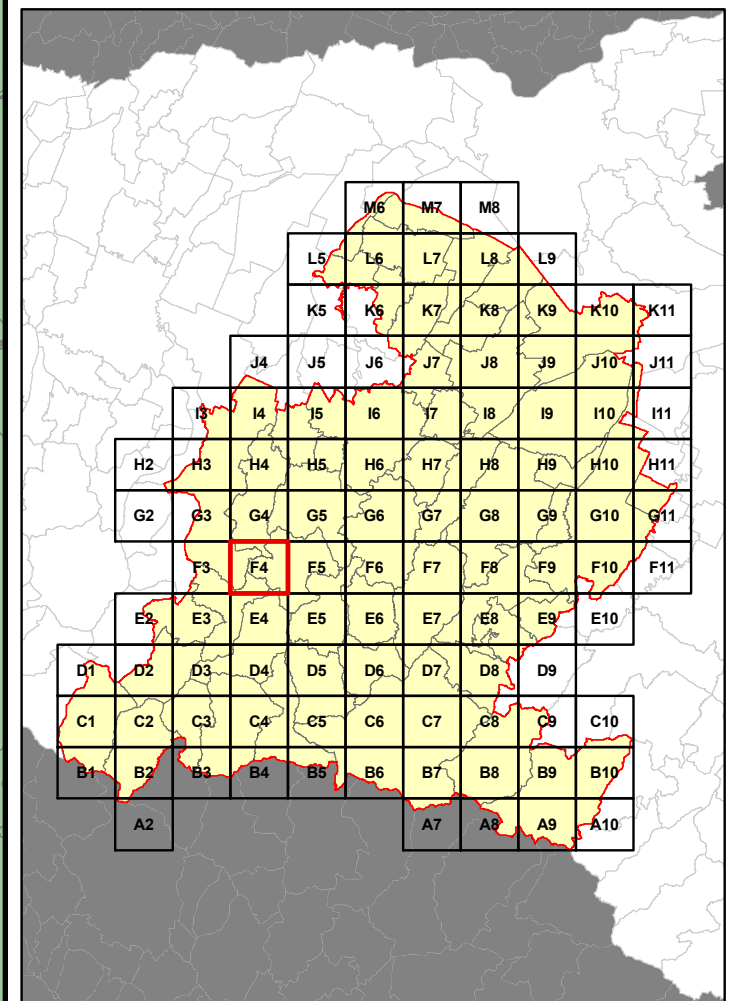 M6 M7 M8
L5 L6 L7 L8 L9
K5 K6 K7 K8 K9 K10 K11
J4 J5 J6 J7 J8 J9 J10 J11
I3 I4 I5 I6 I7 I8 I9 I10 I11
H2 H3 H4 H5 H6 H7 H8 H9 H10 H11
G2 G3 G4 G5 G6 G7 G8 G9 G10 G11
F3 F4 F5 F6 F7 F8 F9 F10 F11
E2 E3 E4 E5 E6 E7 E8 E9 E10
D1 D2 D3 D4 D5 D6 D7 D8 D9
C1 C2 C3 C4 C5 C6 C7 C8 C9 C10
B1 B2 B3 B4 B5 B6 B7 B8 B9 B10
A2 A7 A8 A9 A10